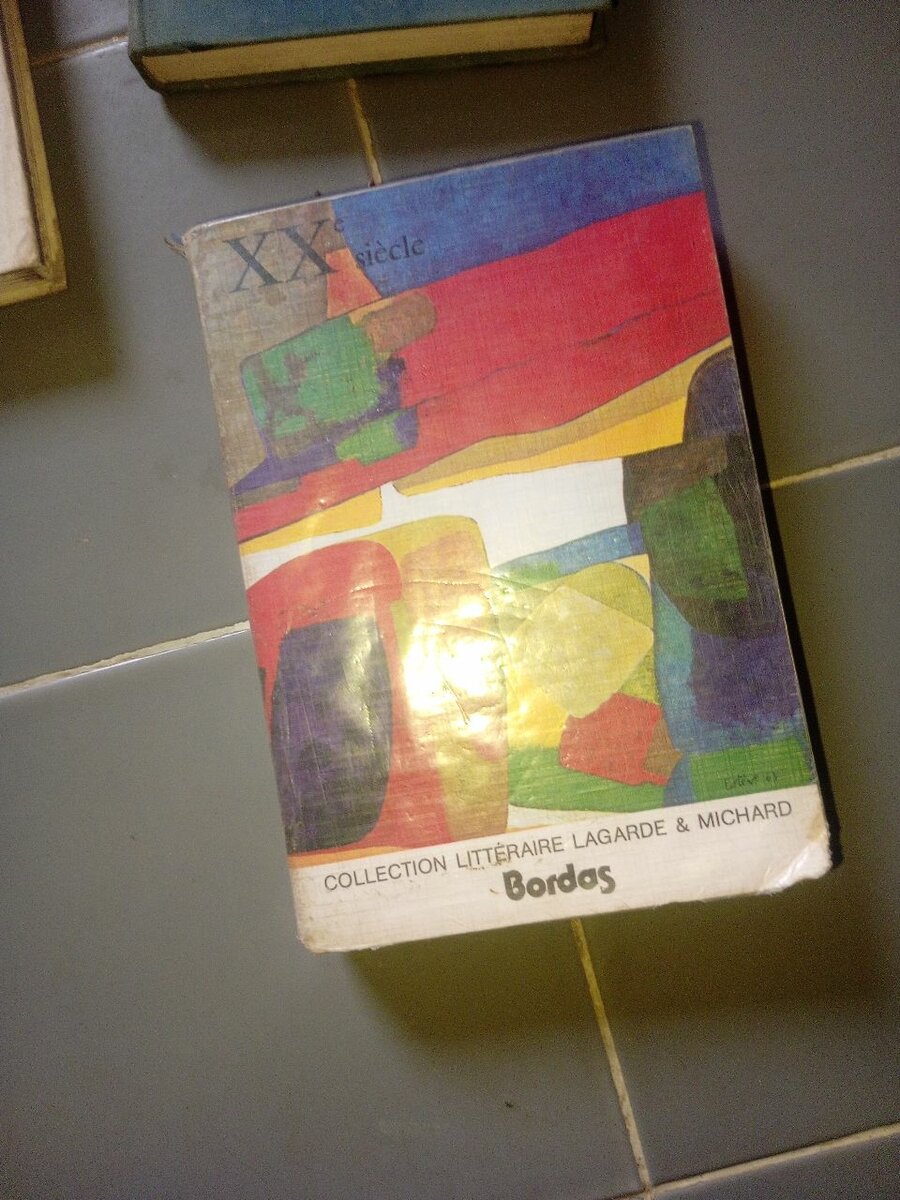 XXe siècle
COLLECTION LITTÉRAIRE LAGARDE & MICHARD
Bordas